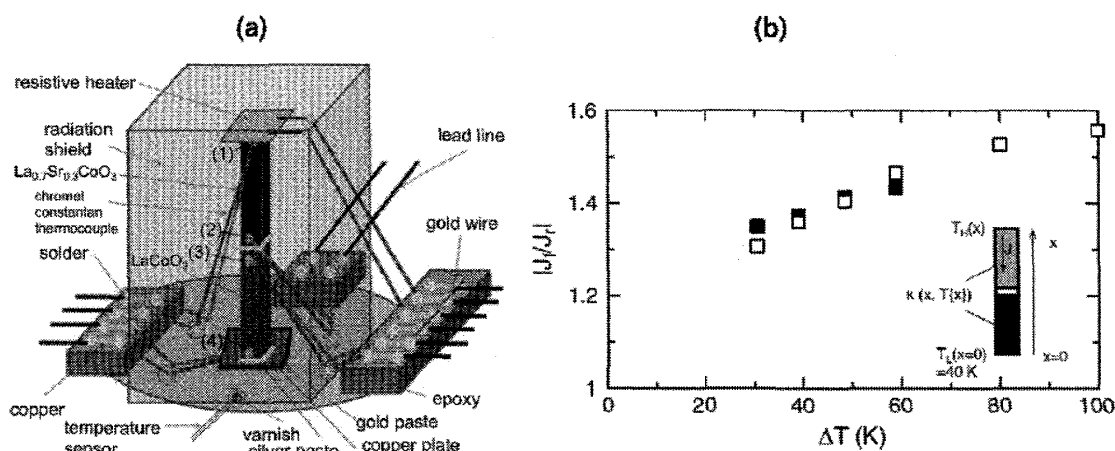 (a)
resistive heater
radiation
shield
La0.7Sr0.3CoO3
chromel
constantan
thermocouple
solder
(1)
(2)
(3)
LaCoO3
(4)
lead line
gold wire
copper
temperature
sensor
varnish
silver paste
epoxy
gold paste
copper plate
(b)
|Jf/Jr|
1.6
1.4
1.2
1
0
20
40
60
80
100
ΔT (K)
TH(x)
J
x
κ (x, T(x))
TL(x=0)
=40 K
x=0